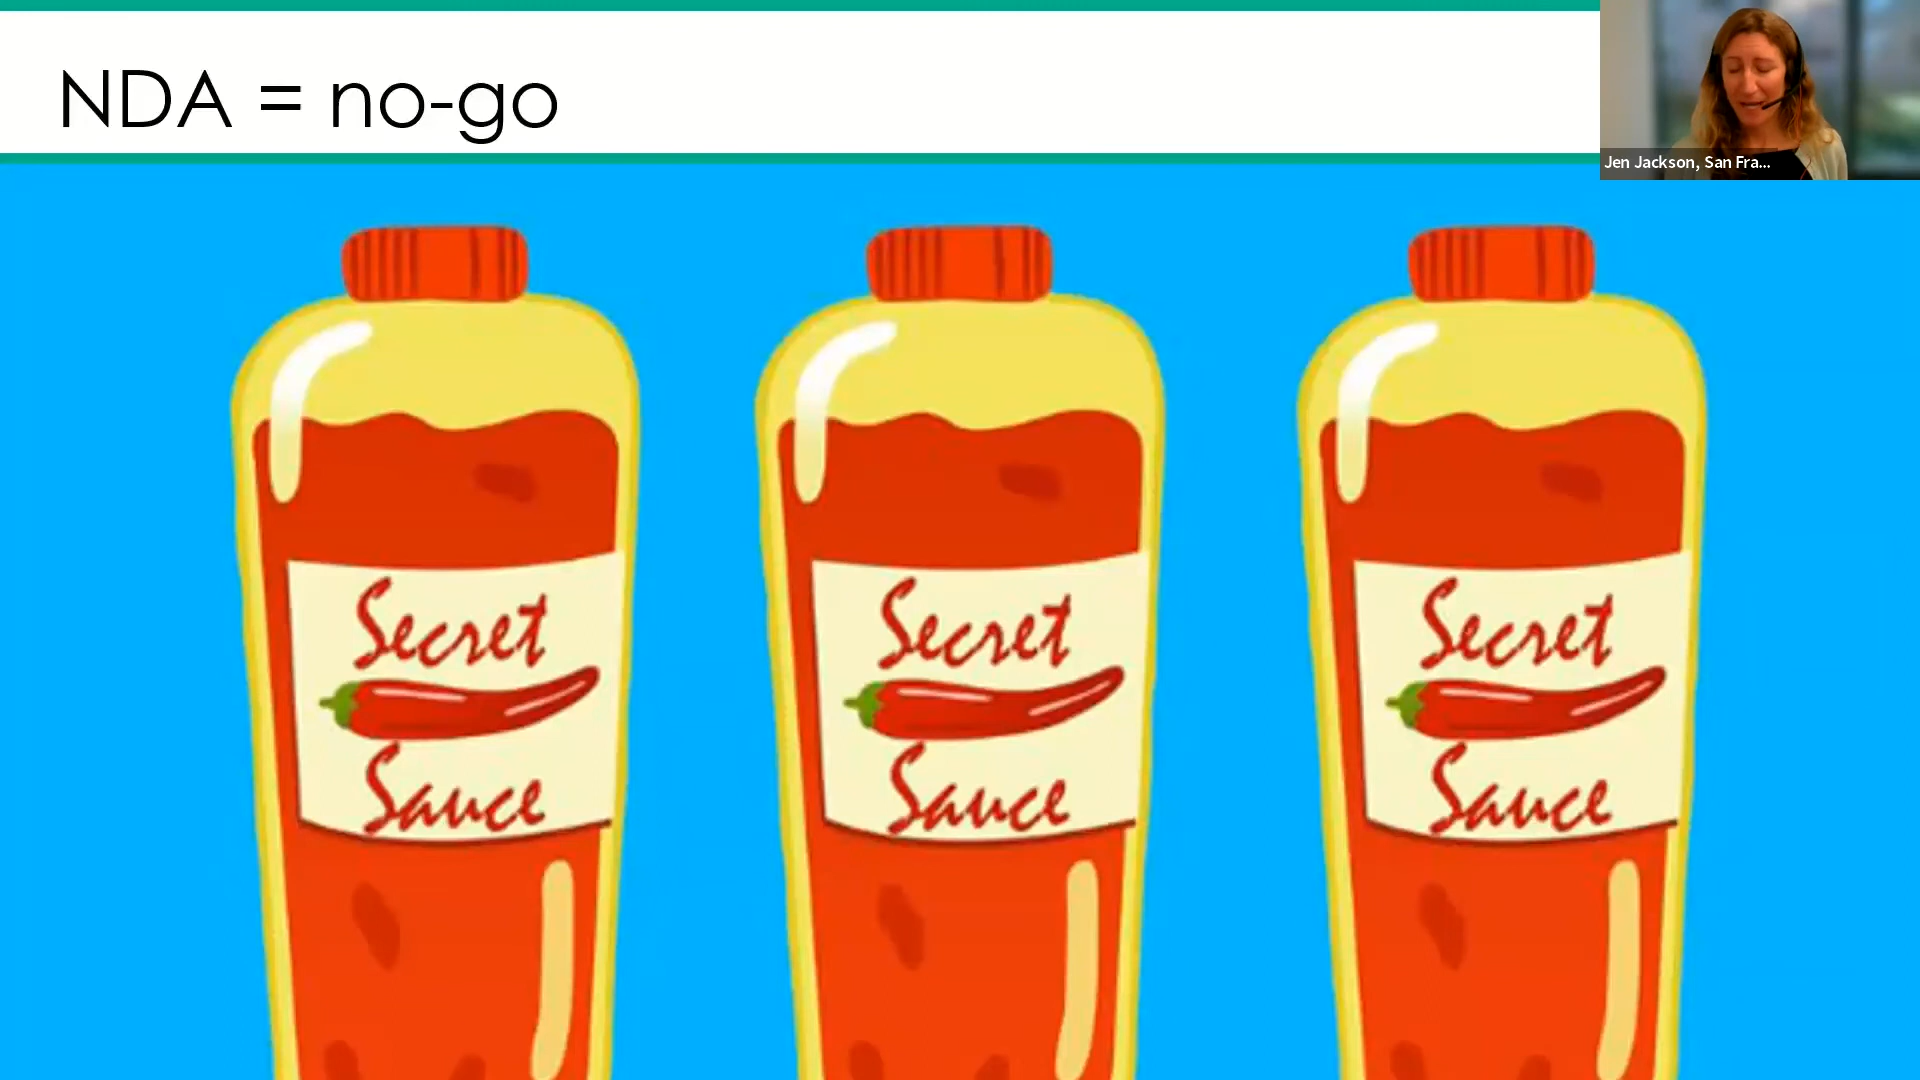 NDA = no-go
Jen Jackson, San Fra...
Secret
Sauce
Secret
Sauce
Secret
Sauce